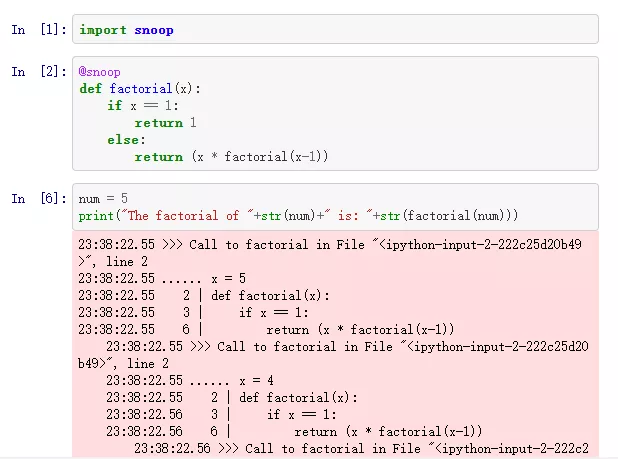 In [1]: import snoop
In [2]: @snoop
def factorial(x):
    if x == 1:
        return 1
    else:
        return (x * factorial(x-1))
In [6]: num = 5
print("The factorial of "+str(num)+" is: "+str(factorial(num)))
23:38:22.55 >>> Call to factorial in File "<ipython-input-2-222c25d20b49
>", line 2
23:38:22.55 ...... x = 5
23:38:22.55    2 | def factorial(x):
23:38:22.55    3 |     if x == 1:
23:38:22.55    6 |         return (x * factorial(x-1))
    23:38:22.55 >>> Call to factorial in File "<ipython-input-2-222c25d20
b49>", line 2
    23:38:22.55 ...... x = 4
    23:38:22.55    2 | def factorial(x):
    23:38:22.56    3 |     if x == 1:
    23:38:22.56    6 |         return (x * factorial(x-1))
        23:38:22.56 >>> Call to factorial in File "<ipython-input-2-222c2